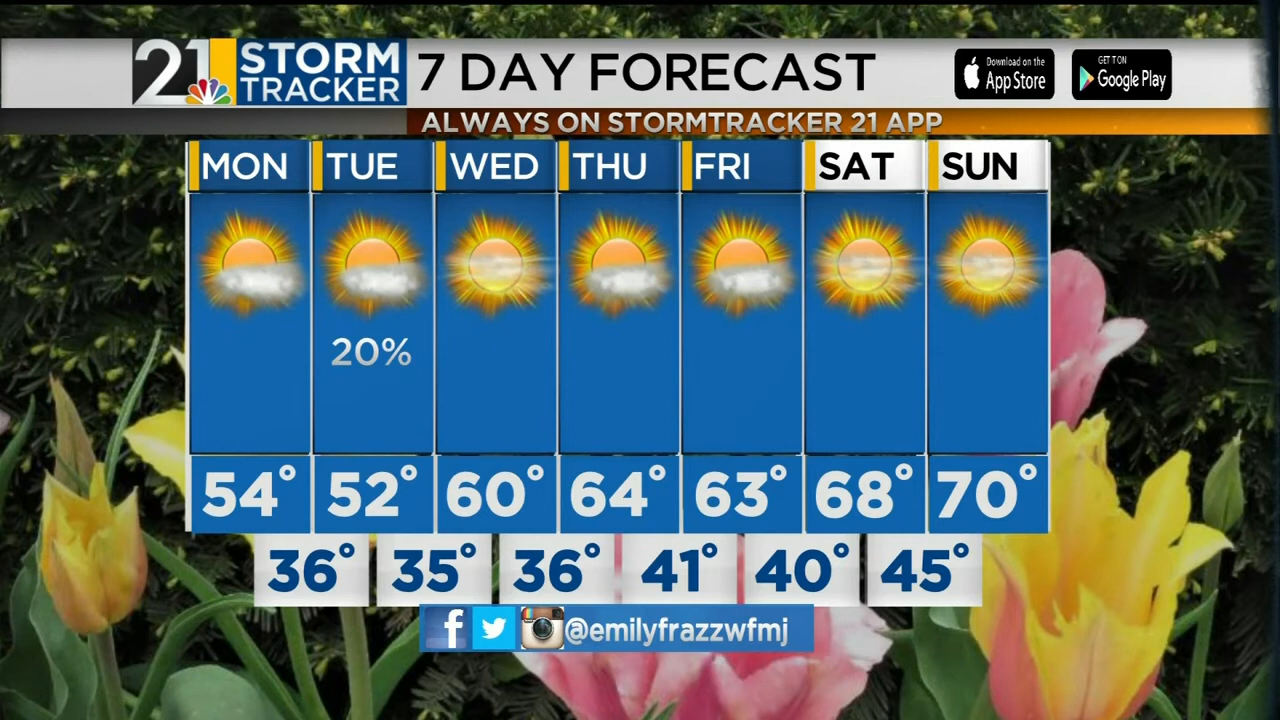 21 STORM TRACKER
7 DAY FORECAST
Download on the App Store
GET IT ON Google Play
ALWAYS ON STORMTRACKER 21 APP
MON TUE WED THU FRI SAT SUN
20%
54° 52° 60° 64° 63° 68° 70°
36° 35° 36° 41° 40° 45°
f @emilyfrazzwfmj